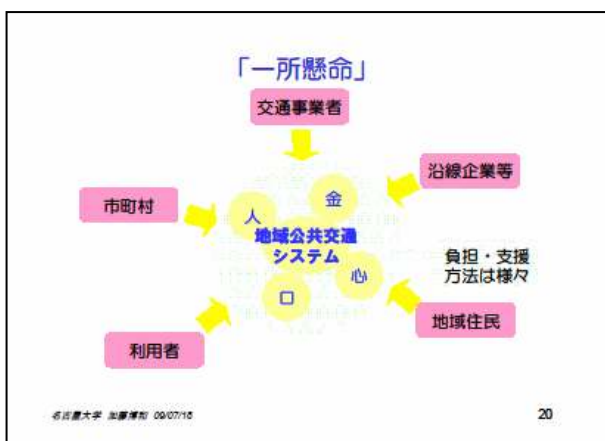 「一所懸命」
交通事業者
沿線企業等
市町村
人
金
地域公共交通
システム
心
口
負担・支援
方法は様々
地域住民
利用者
名古屋大学 加藤博和 09/07/16
20